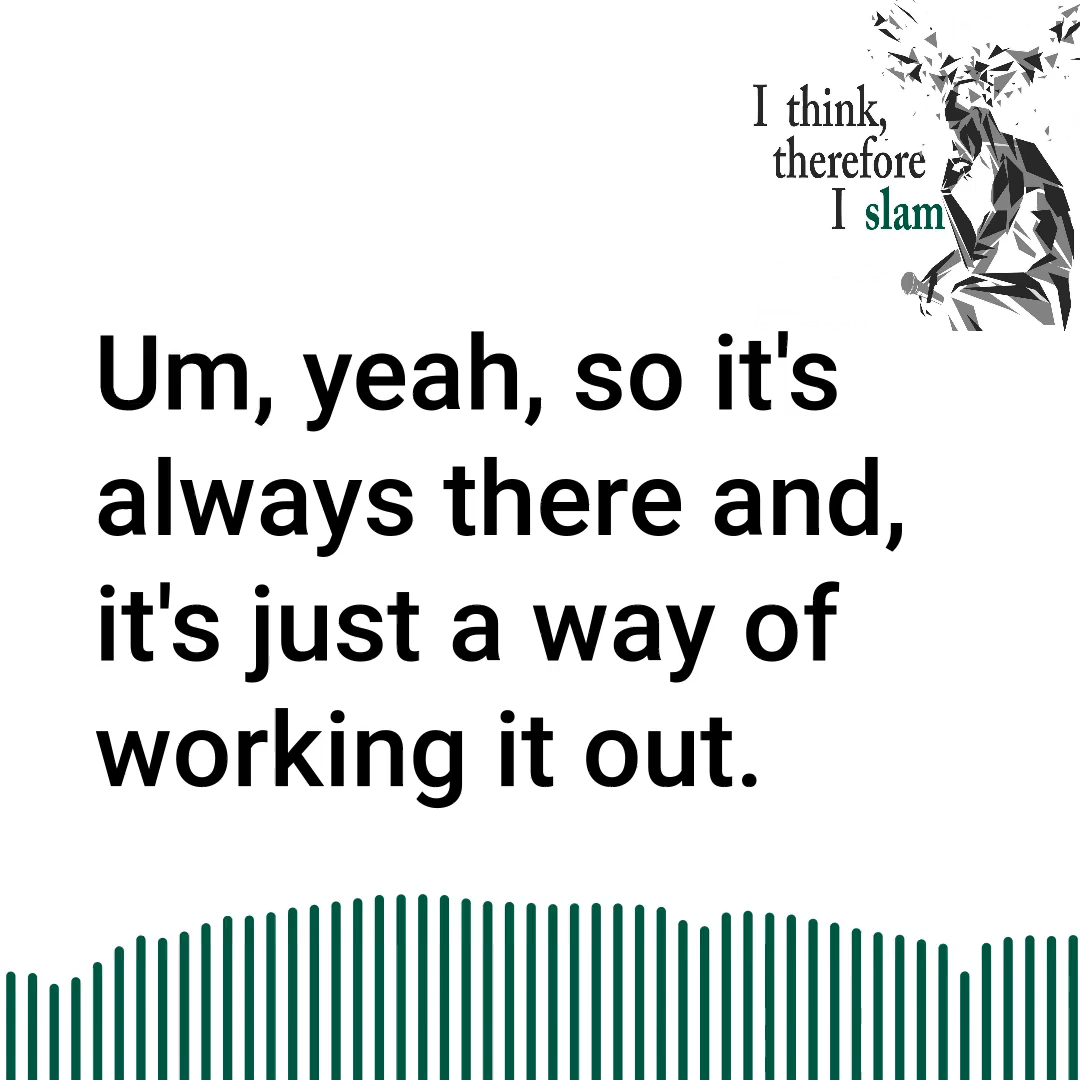 I think,
therefore
I slam
Um, yeah, so it's
always there and,
it's just a way of
working it out.